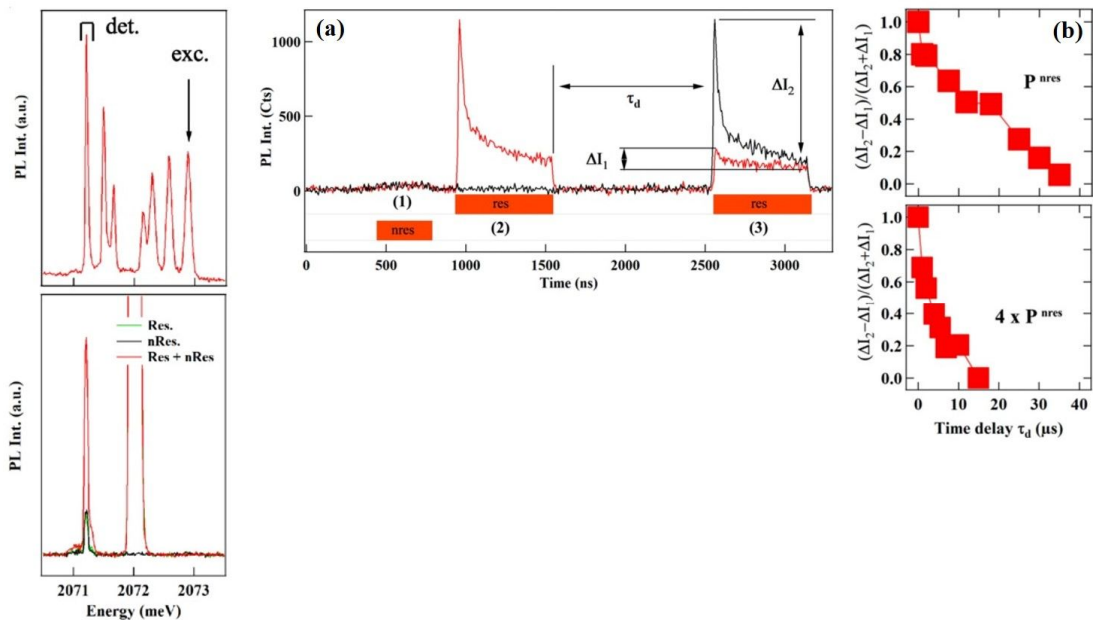 det.
exc.
PL Int. (a.u.)
Res.
nRes.
Res + nRes
PL Int. (a.u.)
2071
2072
2073
Energy (meV)
(a)
1000
500
0
PL Int. (Cts)
τd
ΔI1
ΔI2
(1)
res
res
nres
(2)
(3)
0
500
1000
1500
2000
2500
3000
Time (ns)
(b)
1.0
0.8
0.6
0.4
0.2
0.0
(ΔI2−ΔI1)/(ΔI2+ΔI1)
P nres
1.0
0.8
0.6
0.4
0.2
0.0
(ΔI2−ΔI1)/(ΔI2+ΔI1)
4 x P nres
0
10
20
30
40
Time delay τd (μs)